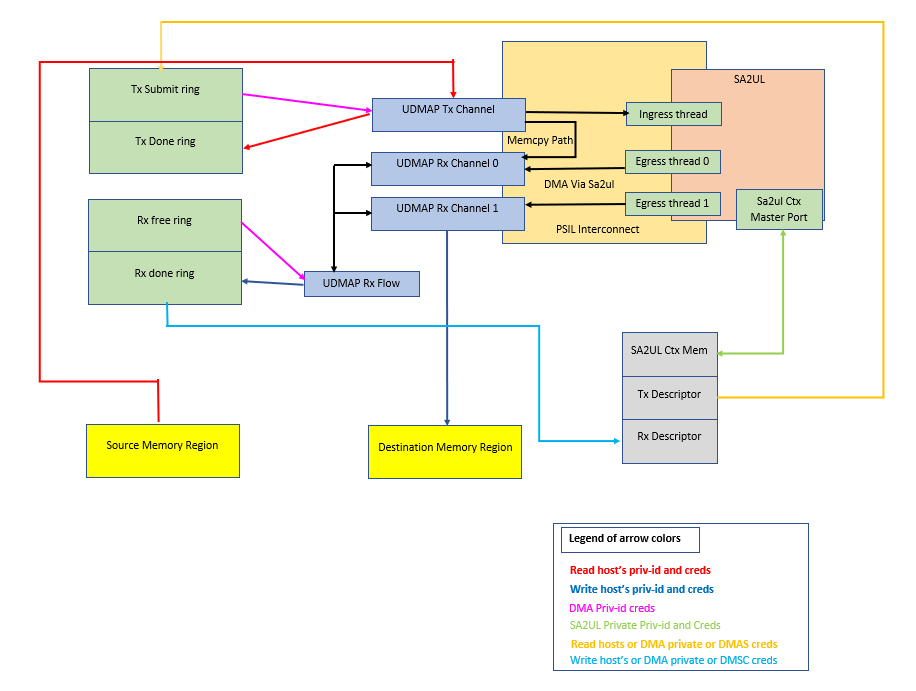 SA2UL
Tx Submit ring
UDMAP Tx Channel
Ingress thread
Tx Done ring
Memcpy Path
UDMAP Rx Channel 0
Egress thread 0
DMA Via Sa2ul
Rx free ring
UDMAP Rx Channel 1
Egress thread 1
Sa2ul Ctx
Master Port
PSIL Interconnect
Rx done ring
UDMAP Rx Flow
SA2UL Ctx Mem
Tx Descriptor
Rx Descriptor
Source Memory Region
Destination Memory Region
Legend of arrow colors
Read host's priv-id and creds
Write host's priv-id and creds
DMA Priv-id creds
SA2UL Private Priv-id and Creds
Read hosts or DMA private or DMAS creds
Write host's or DMA private or DMSC creds